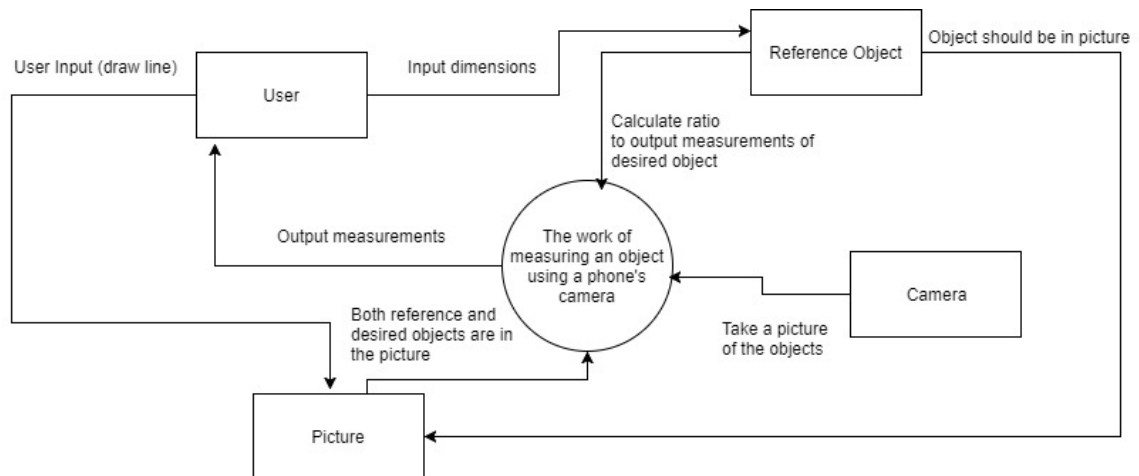 Object should be in picture
Reference Object
User Input (draw line)
Input dimensions
User
Calculate ratio
to output measurements of
desired object
Output measurements
The work of
measuring an object
using a phone's
camera
Camera
Both reference and
desired objects are in
the picture
Take a picture
of the objects
Picture